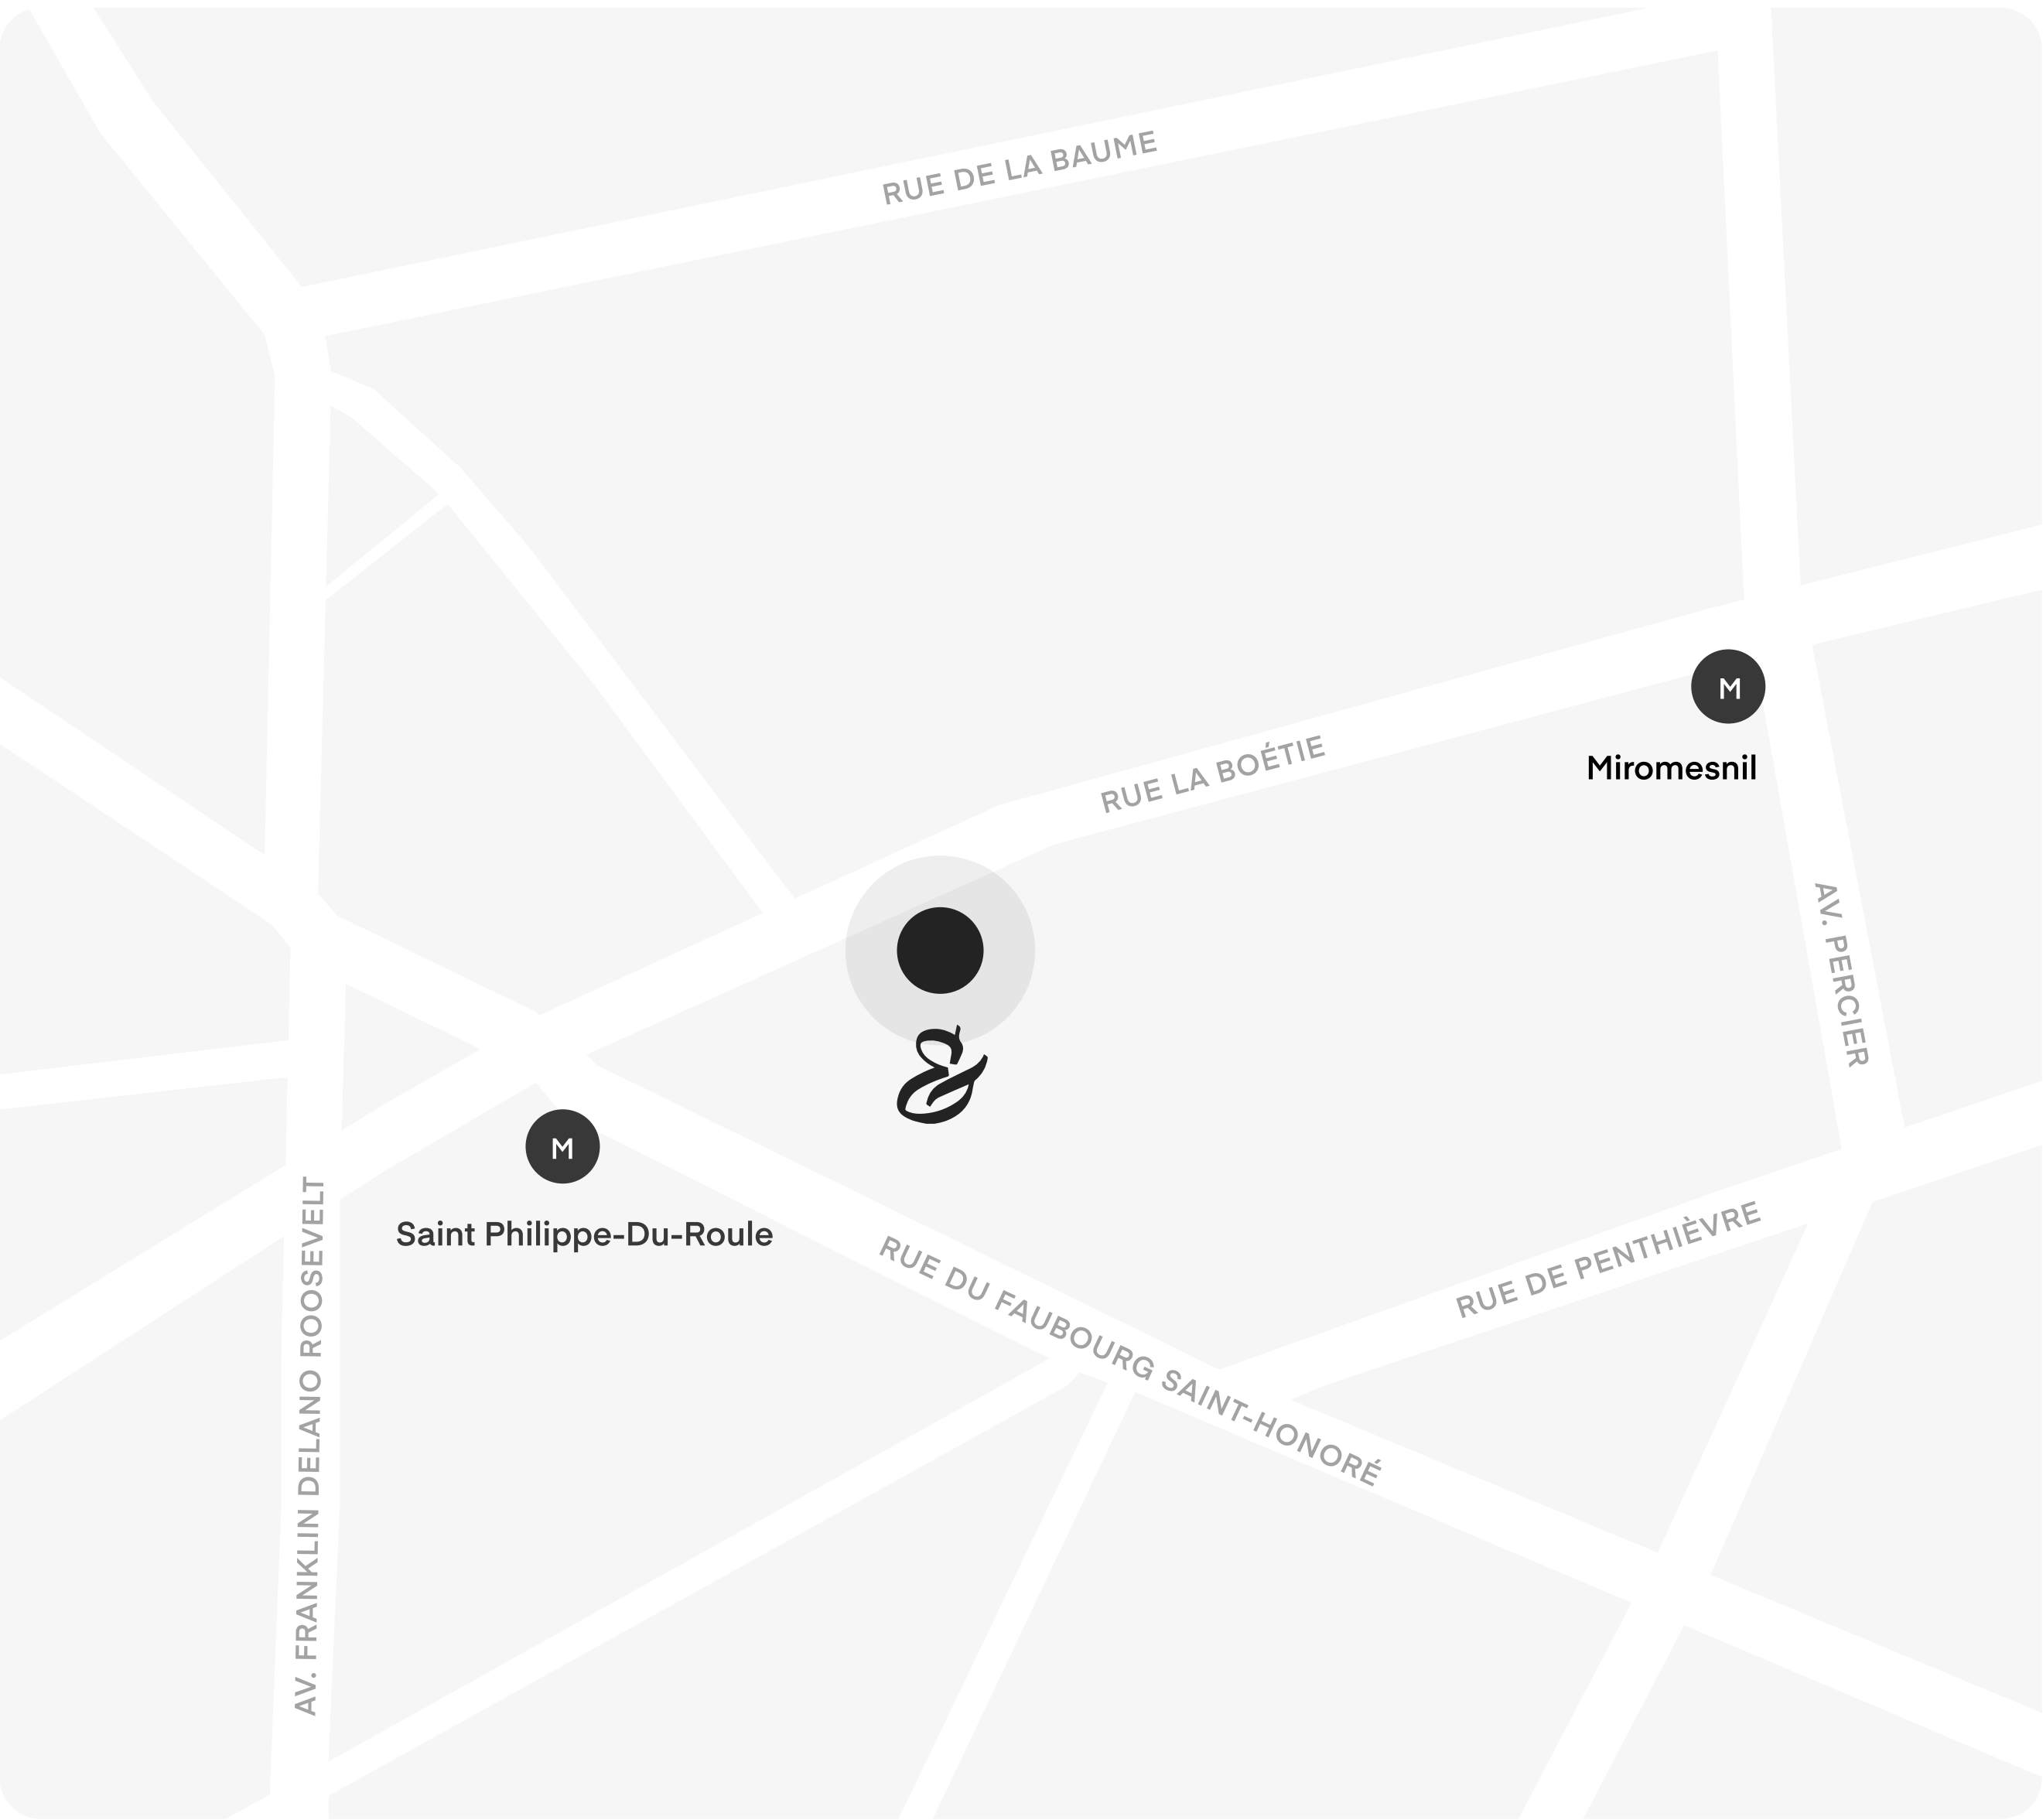 RUE DE LA BAUME
M
Miromesnil
RUE LA BOÉTIE
AV. PERCIER
&
M
Saint Philippe-Du-Roule
RUE DU FAUBOURG SAINT-HONORÉ
RUE DE PENTHIÈVRE
AV. FRANKLIN DELANO ROOSEVELT